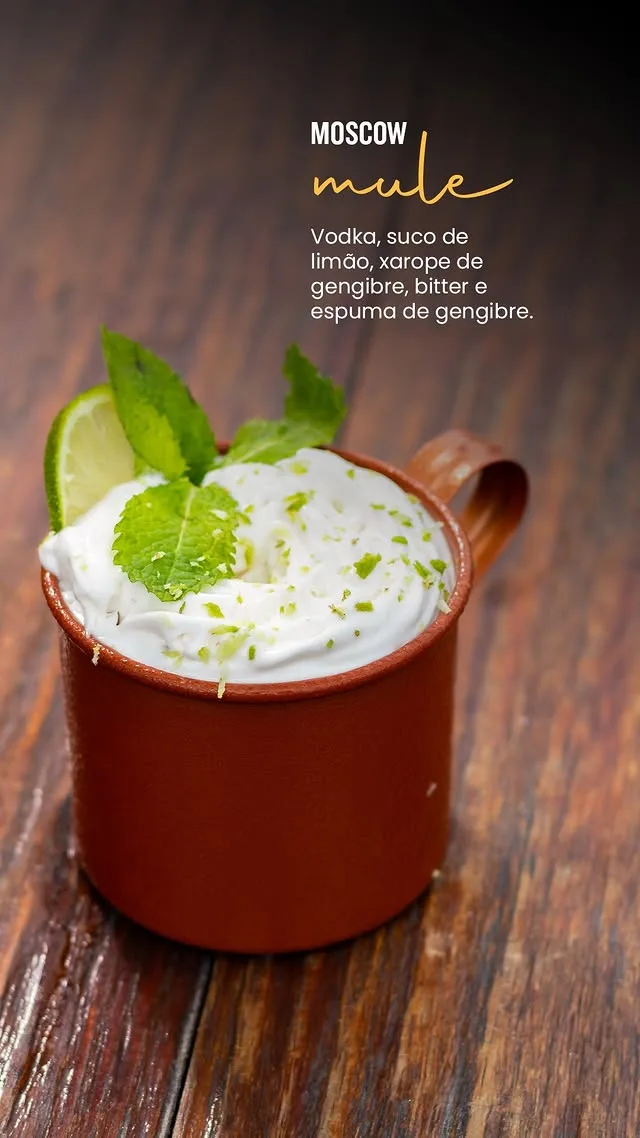 MOSCOW
mule
Vodka, suco de
limão, xarope de
gengibre, bitter e
espuma de gengibre.